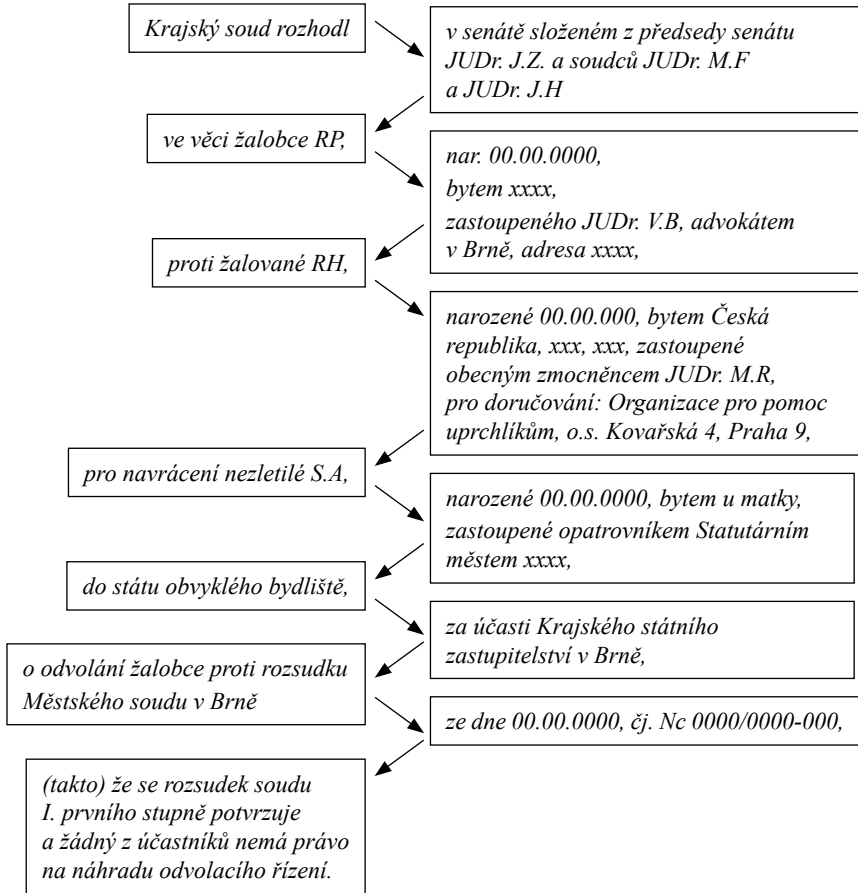 Krajský soud rozhodl
v senátě složeném z předsedy senátu
JUDr. J.Z. a soudců JUDr. M.F
a JUDr. J.H
ve věci žalobce RP,
nar. 00.00.0000,
bytem xxxx,
zastoupeného JUDr. V.B, advokátem
v Brně, adresa xxxx,
proti žalované RH,
narozené 00.00.000, bytem Česká
republika, xxx, xxx, zastoupené
obecným zmocněncem JUDr. M.R,
pro doručování: Organizace pro pomoc
uprchlíkům, o.s. Kovařská 4, Praha 9,
pro navrácení nezletilé S.A,
narozené 00.00.0000, bytem u matky,
zastoupené opatrovníkem Statutárním
městem xxxx,
do státu obvyklého bydliště,
za účasti Krajského státního
zastupitelství v Brně,
o odvolání žalobce proti rozsudku
Městského soudu v Brně
ze dne 00.00.0000, čj. Nc 0000/0000-000,
(takto) že se rozsudek soudu
I. prvního stupně potvrzuje
a žádný z účastníků nemá právo
na náhradu odvolacího řízení.